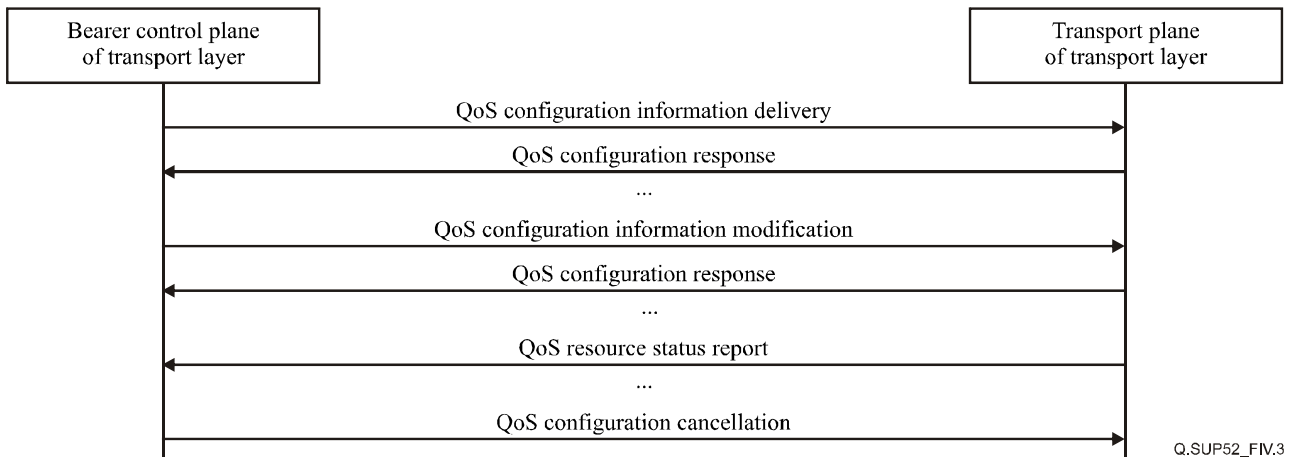 Bearer control plane
of transport layer
Transport plane
of transport layer
QoS configuration information delivery
QoS configuration response
...
QoS configuration information modification
QoS configuration response
...
QoS resource status report
...
QoS configuration cancellation
Q.SUP52_FIV.3